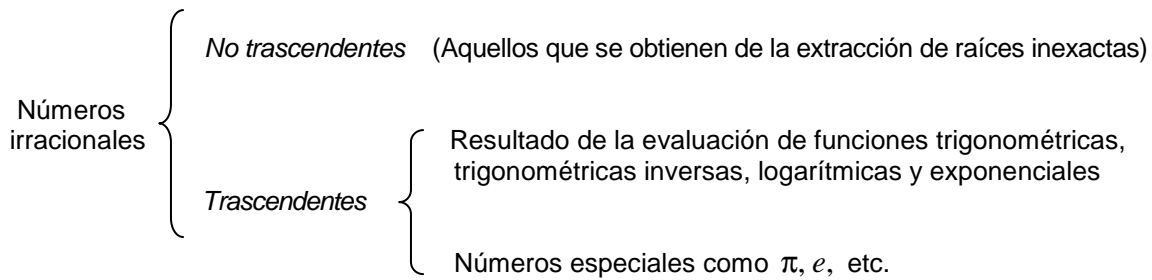 No trascendentes (Aquellos que se obtienen de la extracción de raíces inexactas)
Números
irracionales
Resultado de la evaluación de funciones trigonométricas,
trigonométricas inversas, logarítmicas y exponenciales
Trascendentes
Números especiales como π, e, etc.